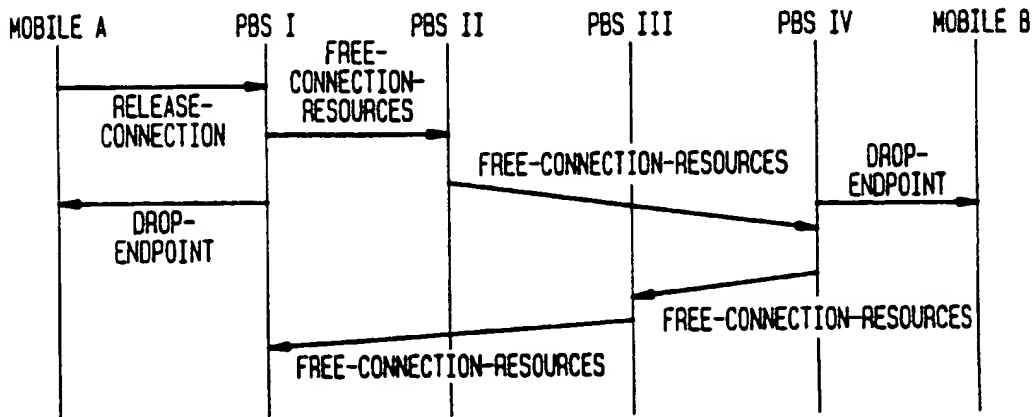 MOBILE A PBS I PBS II PBS III PBS IV MOBILE B
FREE-
CONNECTION-
RESOURCES
RELEASE-
CONNECTION
FREE-CONNECTION-RESOURCES
DROP-
ENDPOINT
DROP-
ENDPOINT
FREE-CONNECTION-RESOURCES
FREE-CONNECTION-RESOURCES